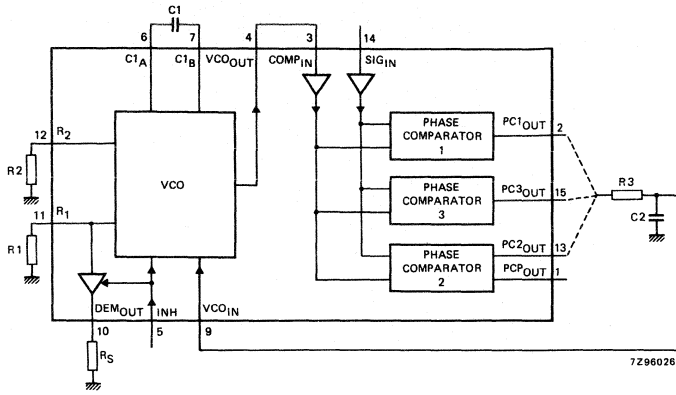 C1
6 7 4 3 14
C1A C1B VCOOUT COMPIN SIGIN
12 R2
R2
VCO
PHASE COMPARATOR 1
PC1OUT 2
PHASE COMPARATOR 3
PC3OUT 15
R3
C2
11 R1
R1
PHASE COMPARATOR 2
PC2OUT 13
PCPOUT 1
DEMOUT INH VCOIN
10 5 9
RS
7Z96026